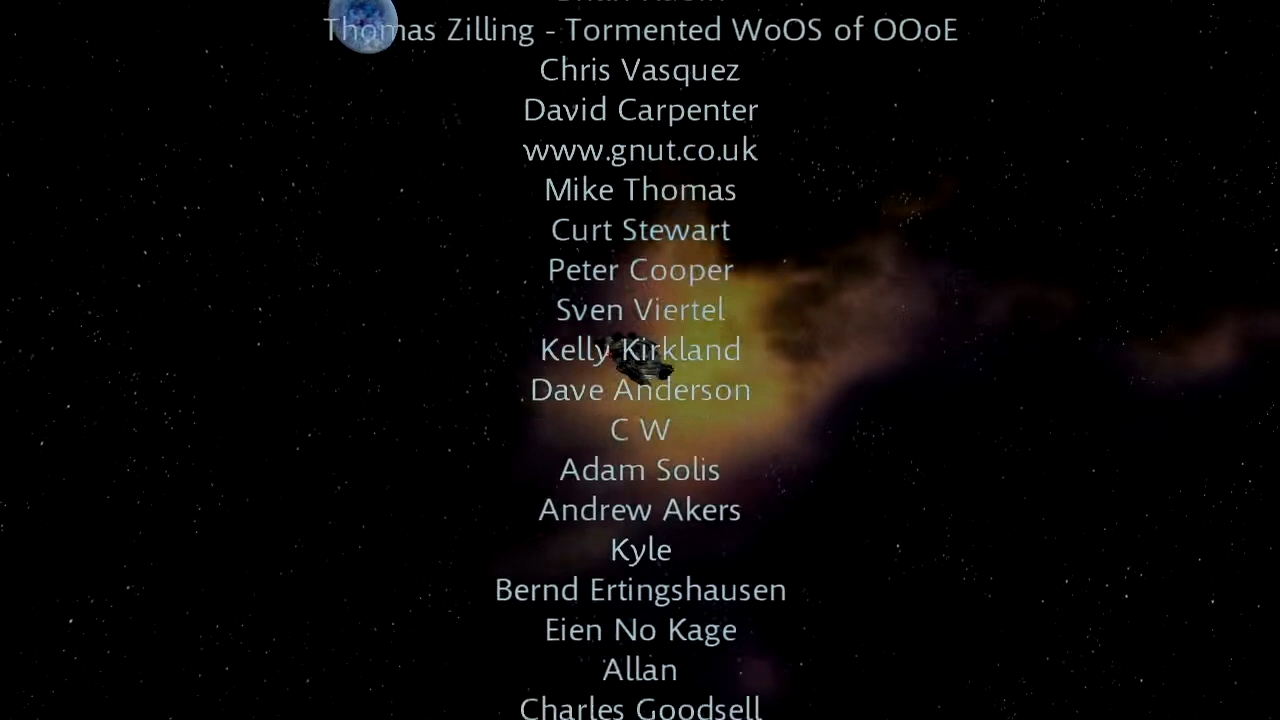 Thomas Zilling - Tormented WoOS of OOoE
Chris Vasquez
David Carpenter
www.gnut.co.uk
Mike Thomas
Curt Stewart
Peter Cooper
Sven Viertel
Kelly Kirkland
Dave Anderson
C W
Adam Solis
Andrew Akers
Kyle
Bernd Ertingshausen
Eien No Kage
Allan
Charles Goodsell